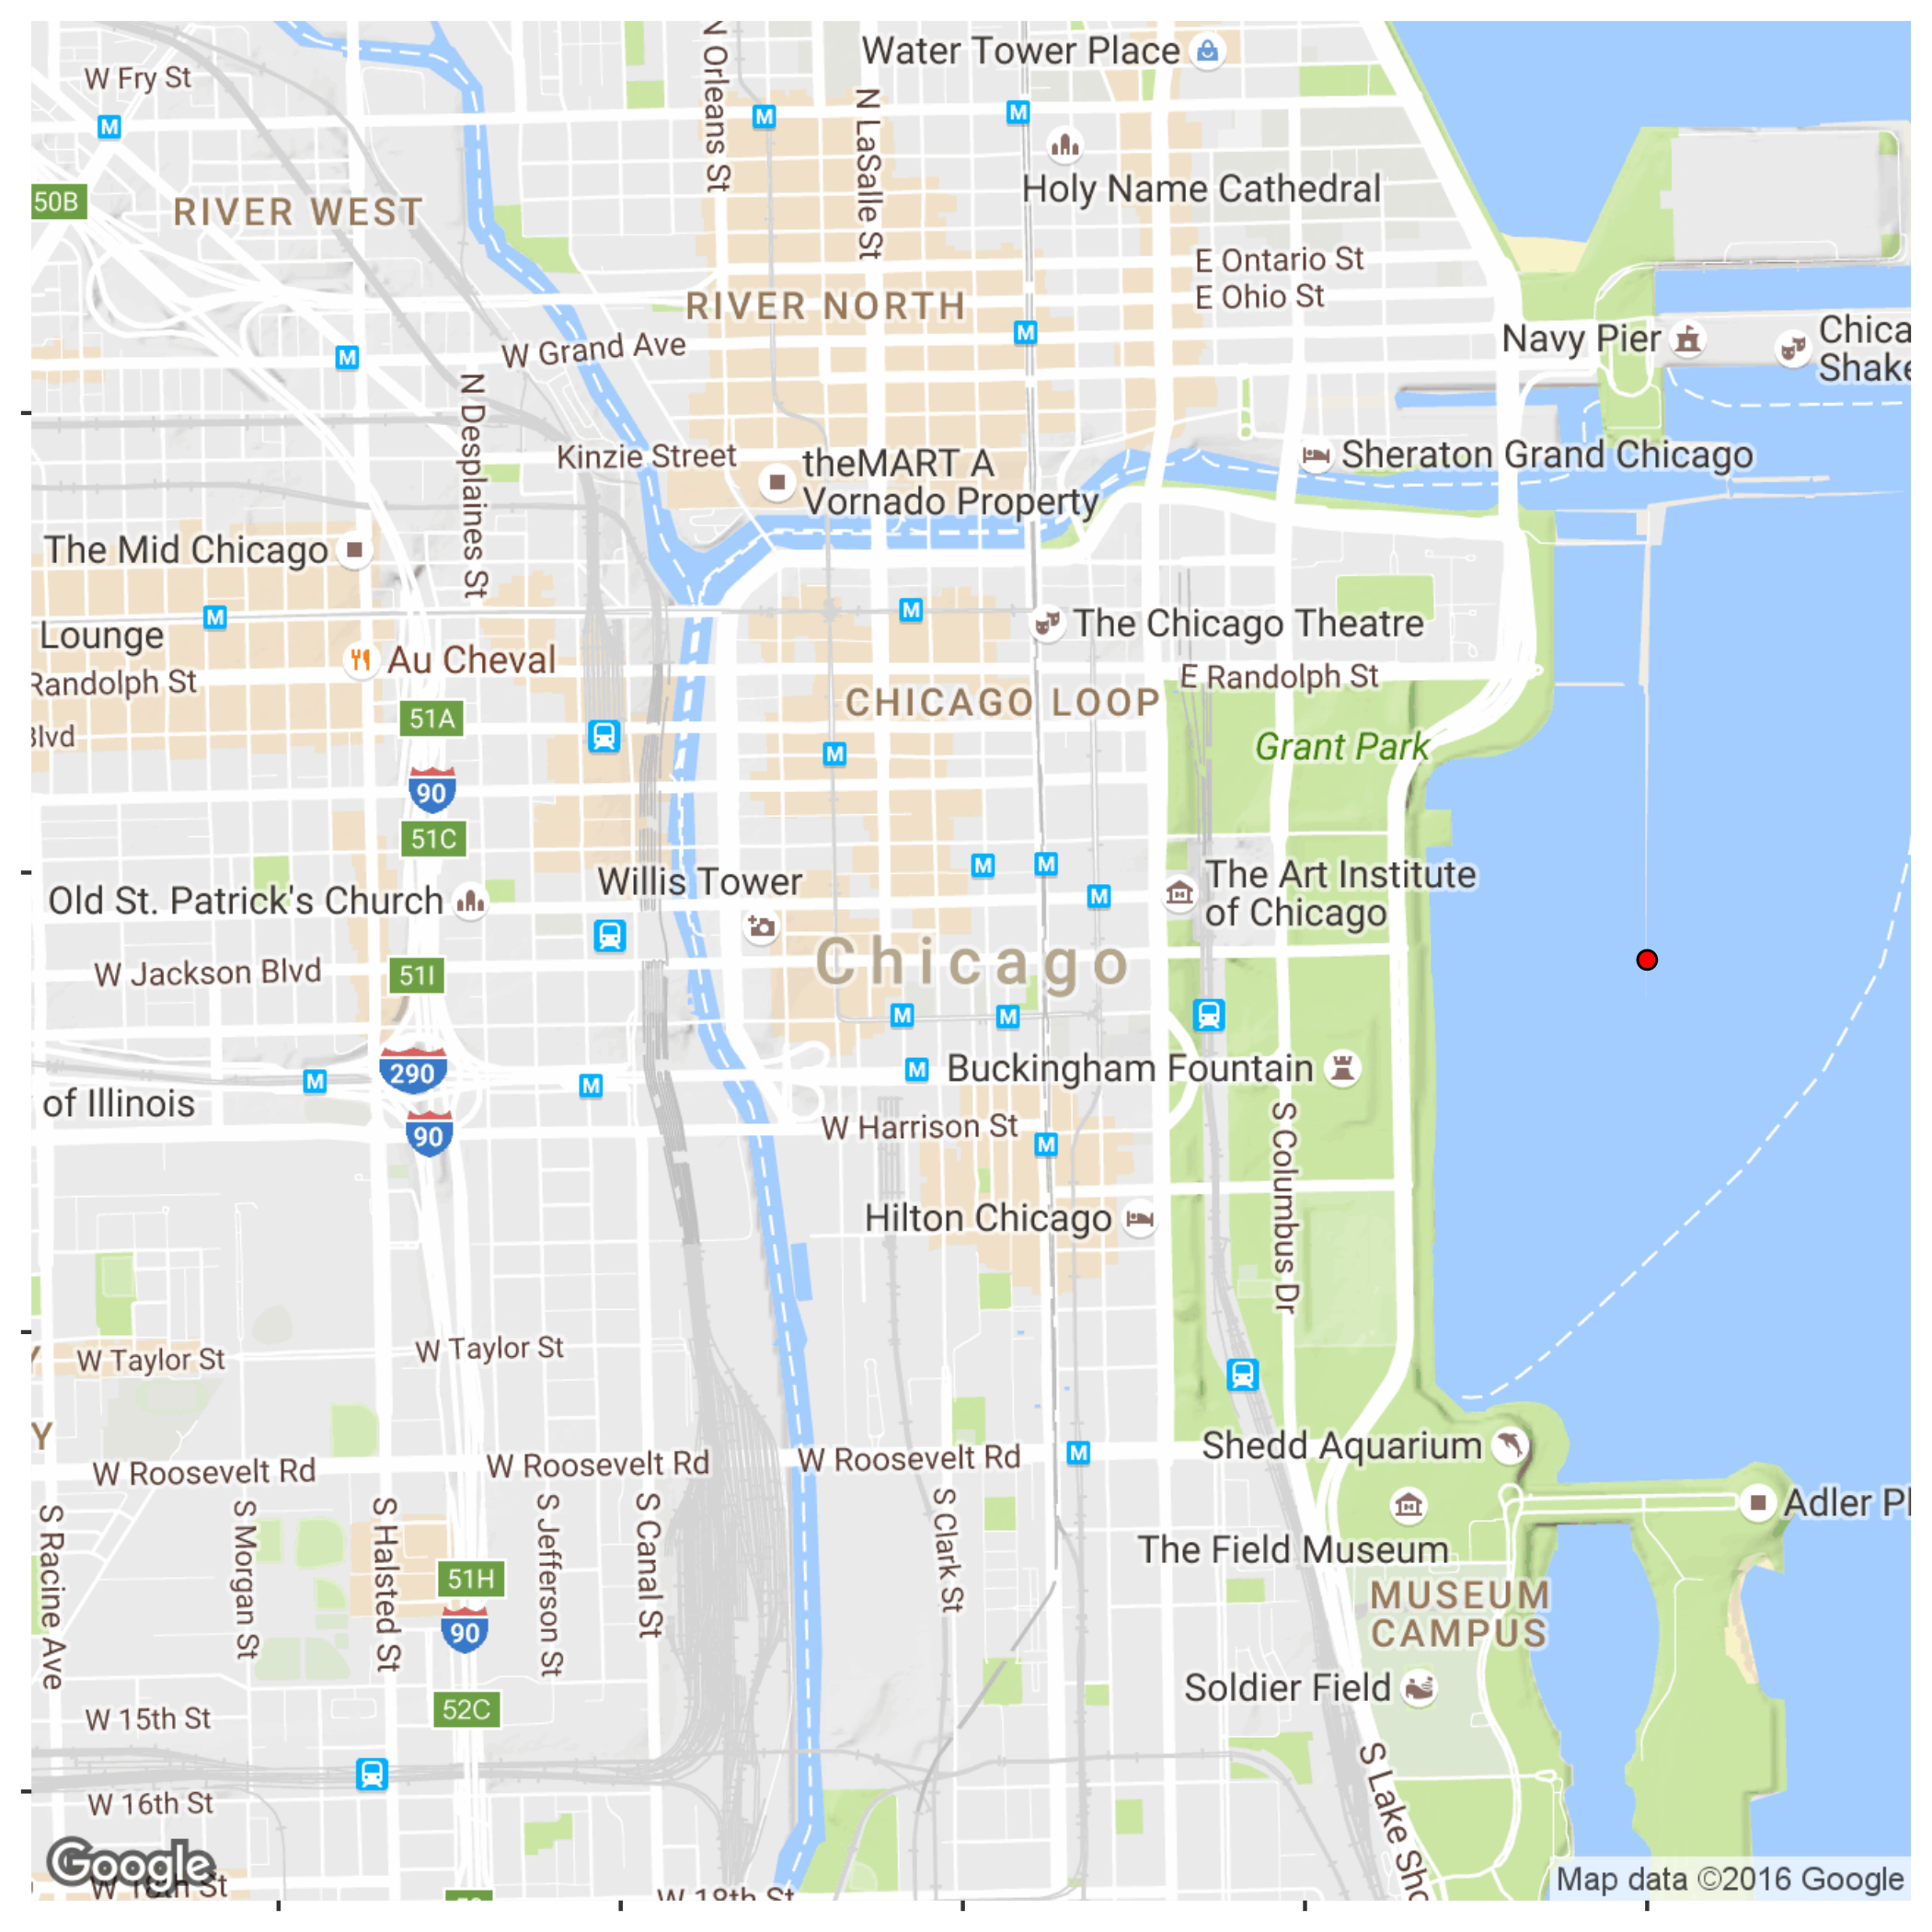 Water Tower Place
W Fry St
N Orleans St
N LaSalle St
Holy Name Cathedral
50B
RIVER WEST
E Ontario St
E Ohio St
RIVER NORTH
Navy Pier
Chica
Shake
W Grand Ave
N Desplaines St
Kinzie Street
theMART A
Vornado Property
Sheraton Grand Chicago
The Mid Chicago
Lounge
The Chicago Theatre
Au Cheval
Randolph St
E Randolph St
CHICAGO LOOP
51A
Blvd
Grant Park
90
51C
Willis Tower
The Art Institute
of Chicago
Old St. Patrick's Church
Chicago
W Jackson Blvd
51I
290
Buckingham Fountain
of Illinois
90
W Harrison St
S Columbus Dr
Hilton Chicago
Y
W Taylor St
W Taylor St
Y
Shedd Aquarium
W Roosevelt Rd
W Roosevelt Rd
W Roosevelt Rd
Adler Pl
S Racine Ave
S Morgan St
S Halsted St
S Jefferson St
S Canal St
S Clark St
The Field Museum
51H
MUSEUM
CAMPUS
90
Soldier Field
52C
W 15th St
S Lake Sho
W 16th St
Google
W 18th St
W 18th St
Map data ©2016 Google